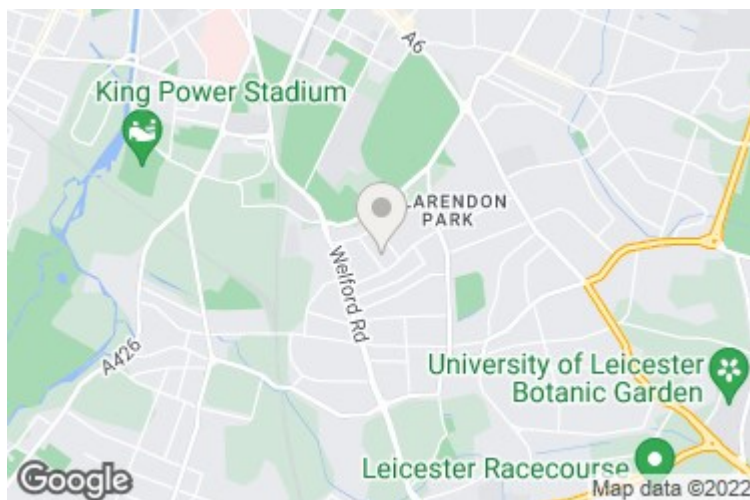 A6
King Power Stadium
LARENDON
PARK
Welford Rd
A426
University of Leicester
Botanic Garden
Leicester Racecourse
Google
Map data ©2022